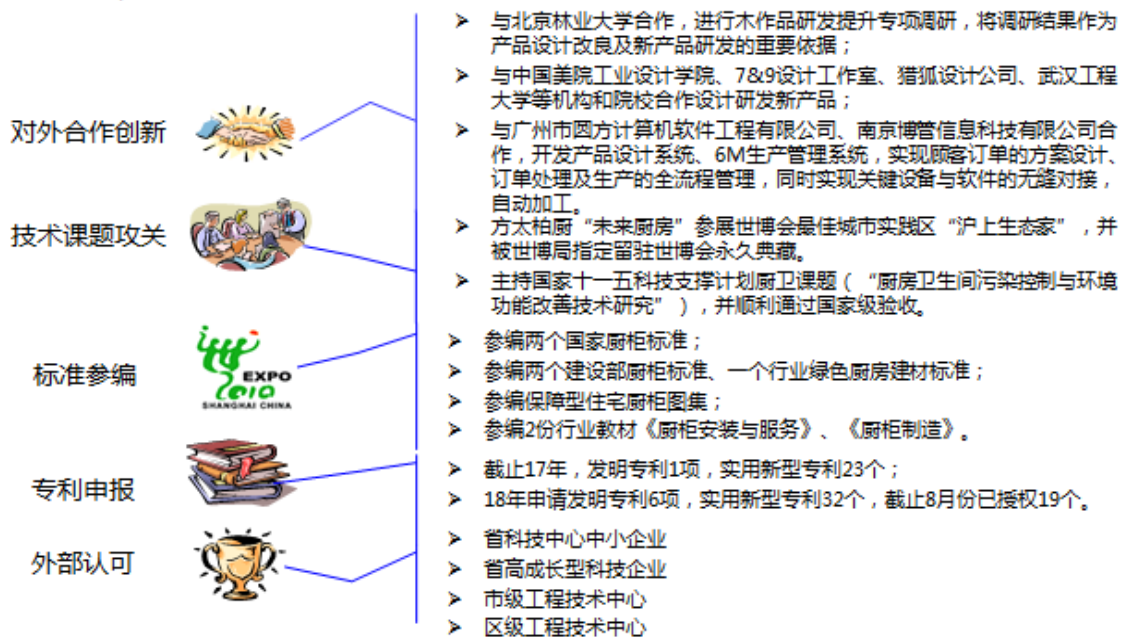 与北京林业大学合作，进行木作品研发提升专项调研，将调研结果作为
产品设计改良及新产品研发的重要依据；
与中国美院工业设计学院、7&9设计工作室、猎狐设计公司、武汉工程
大学等机构和院校合作设计研发新产品；
对外合作创新
与广州市圆方计算机软件工程有限公司、南京博管信息科技有限公司合
作，开发产品设计系统、6M生产管理系统，实现顾客订单的方案设计、
订单处理及生产的全流程管理，同时实现关键设备与软件的无缝对接，
自动加工。
技术课题攻关
方太柏厨“未来厨房”参展世博会最佳城市实践区“沪上生态家”，并
被世博局指定留驻世博会永久典藏。
主持国家十一五科技支撑计划厨卫课题（“厨房卫生间污染控制与环境
功能改善技术研究”），并顺利通过国家级验收。
标准参编
EXPO
2010
SHANGHAI CHINA
参编两个国家厨柜标准；
参编两个建设部厨柜标准、一个行业绿色厨房建材标准；
参编保障型住宅厨柜图集；
参编2份行业教材《厨柜安装与服务》、《厨柜制造》。
专利申报
截止17年，发明专利1项，实用新型专利23个；
18年申请发明专利6项，实用新型专利32个，截止8月份已授权19个。
外部认可
省科技中心中小企业
省高成长型科技企业
市级工程技术中心
区级工程技术中心